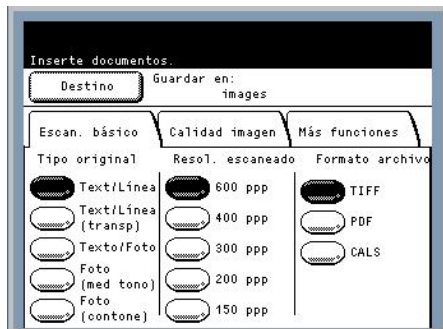 Inserte documentos.
Destino
Guardar en:
images
Escan. básico
Calidad imagen
Más funciones
Tipo original
Text/Línea
Text/Línea
(transp)
Texto/Foto
Foto
(med tono)
Foto
(contone)
Resol. escaneado
600 ppp
400 ppp
300 ppp
200 ppp
150 ppp
Formato archivo
TIFF
PDF
CALS